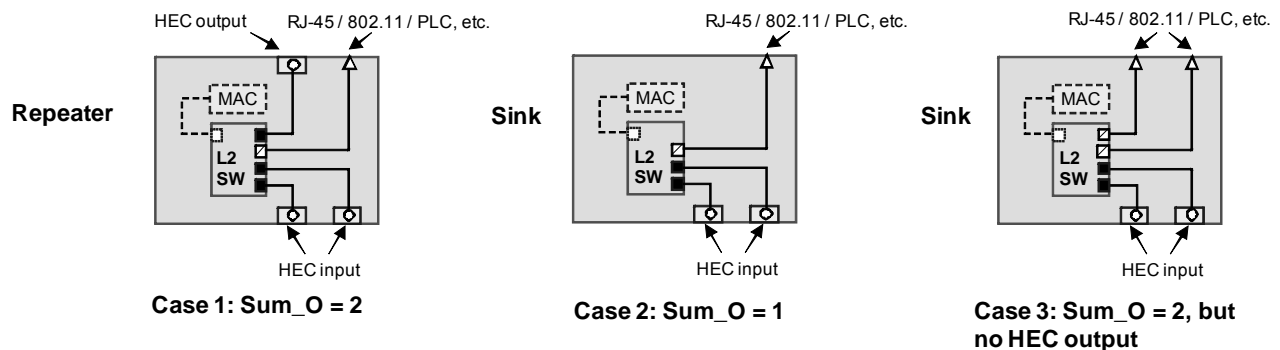 HEC output
RJ-45 / 802.11 / PLC, etc.
Repeater
MAC
L2
SW
HEC input
Case 1: Sum_O = 2
RJ-45 / 802.11 / PLC, etc.
Sink
MAC
L2
SW
HEC input
Case 2: Sum_O = 1
RJ-45 / 802.11 / PLC, etc.
Sink
MAC
L2
SW
HEC input
Case 3: Sum_O = 2, but
no HEC output